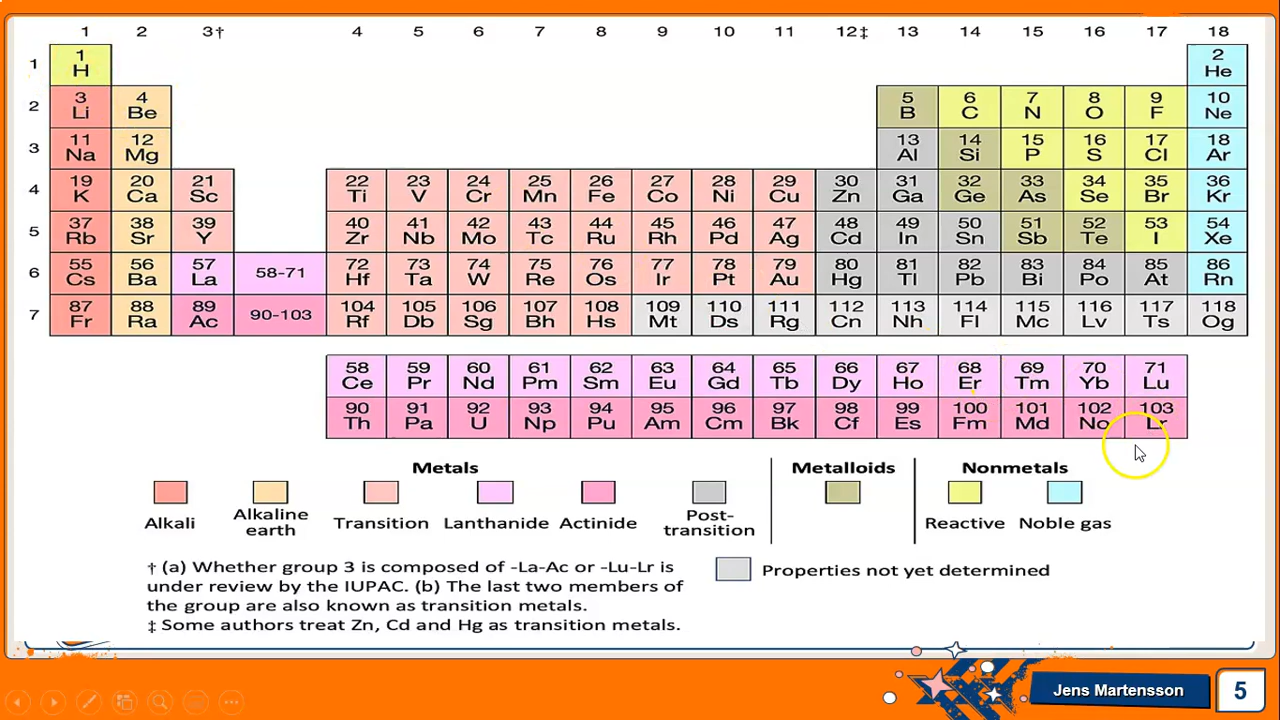 1 2 3† 4 5 6 7 8 9 10 11 12‡ 13 14 15 16 17 18
1 1 2
H He
2 3 4 5 6 7 8 9 10
Li Be B C N O F Ne
3 11 12 13 14 15 16 17 18
Na Mg Al Si P S Cl Ar
4 19 20 21 22 23 24 25 26 27 28 29 30 31 32 33 34 35 36
K Ca Sc Ti V Cr Mn Fe Co Ni Cu Zn Ga Ge As Se Br Kr
5 37 38 39 40 41 42 43 44 45 46 47 48 49 50 51 52 53 54
Rb Sr Y Zr Nb Mo Tc Ru Rh Pd Ag Cd In Sn Sb Te I Xe
6 55 56 57 58-71 72 73 74 75 76 77 78 79 80 81 82 83 84 85 86
Cs Ba La Hf Ta W Re Os Ir Pt Au Hg Tl Pb Bi Po At Rn
7 87 88 89 90-103 104 105 106 107 108 109 110 111 112 113 114 115 116 117 118
Fr Ra Ac Rf Db Sg Bh Hs Mt Ds Rg Cn Nh Fl Mc Lv Ts Og
58 59 60 61 62 63 64 65 66 67 68 69 70 71
Ce Pr Nd Pm Sm Eu Gd Tb Dy Ho Er Tm Yb Lu
90 91 92 93 94 95 96 97 98 99 100 101 102 103
Th Pa U Np Pu Am Cm Bk Cf Es Fm Md No Lr
Metals Metalloids Nonmetals
Alkali Alkaline earth Transition Lanthanide Actinide Post-transition Reactive Noble gas
† (a) Whether group 3 is composed of -La-Ac or -Lu-Lr is
under review by the IUPAC. (b) The last two members of
the group are also known as transition metals.
‡ Some authors treat Zn, Cd and Hg as transition metals.
Properties not yet determined
Jens Martensson 5